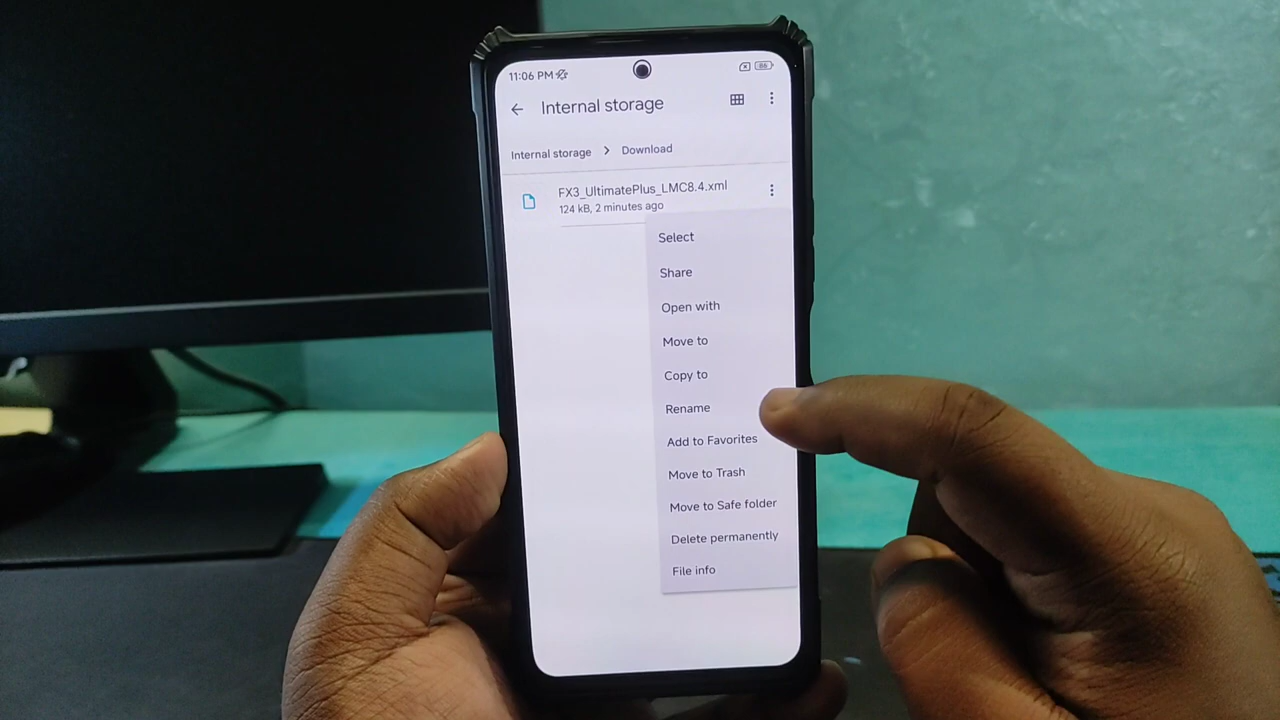 11:06 PM
86
Internal storage
Internal storage > Download
FX3_UltimatePlus_LMC8.4.xml
124 kB, 2 minutes ago
Select
Share
Open with
Move to
Copy to
Rename
Add to Favorites
Move to Trash
Move to Safe folder
Delete permanently
File info